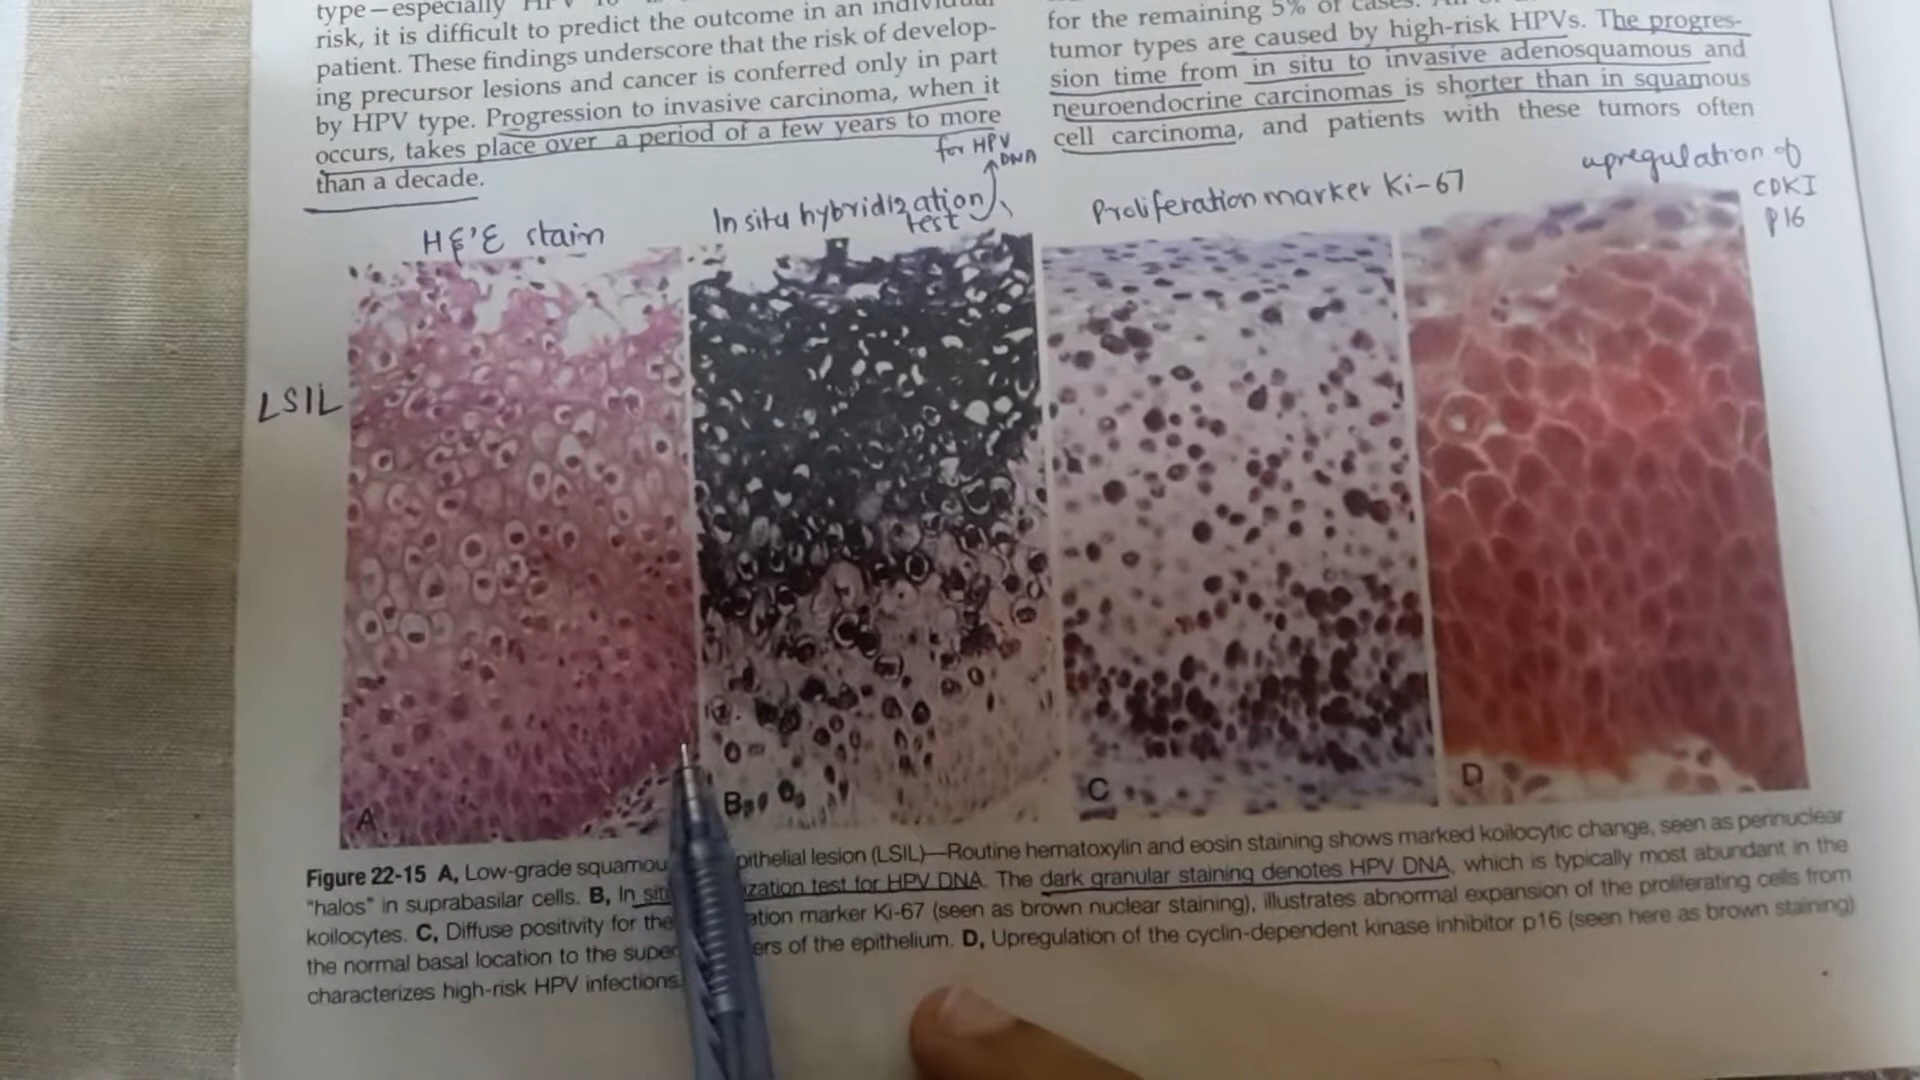 type—especially HPV
risk, it is difficult to predict the outcome in an individual
patient. These findings underscore that the risk of develop-
ing precursor lesions and cancer is conferred only in part
by HPV type. Progression to invasive carcinoma, when it
occurs, takes place over a period of a few years to more
than a decade.
for the remaining 5% of cases.
tumor types are caused by high-risk HPVs. The progres-
sion time from in situ to invasive adenosquamous and
neuroendocrine carcinomas is shorter than in squamous
cell carcinoma, and patients with these tumors often
H&'E stain
In situ hybridization
test
for HPV
DNA
Proliferation marker Ki-67
upregulation of
CDKI
p16
LSIL
A
B
C
D
Figure 22-15 A, Low-grade squamou pithelial lesion (LSIL)—Routine hematoxylin and eosin staining shows marked koilocytic change, seen as perinuclear
"halos" in suprabasilar cells. B, In sit zation test for HPV DNA. The dark granular staining denotes HPV DNA, which is typically most abundant in the
koilocytes. C, Diffuse positivity for the ation marker Ki-67 (seen as brown nuclear staining), illustrates abnormal expansion of the proliferating cells from
the normal basal location to the super ers of the epithelium. D, Upregulation of the cyclin-dependent kinase inhibitor p16 (seen here as brown staining)
characterizes high-risk HPV infections.